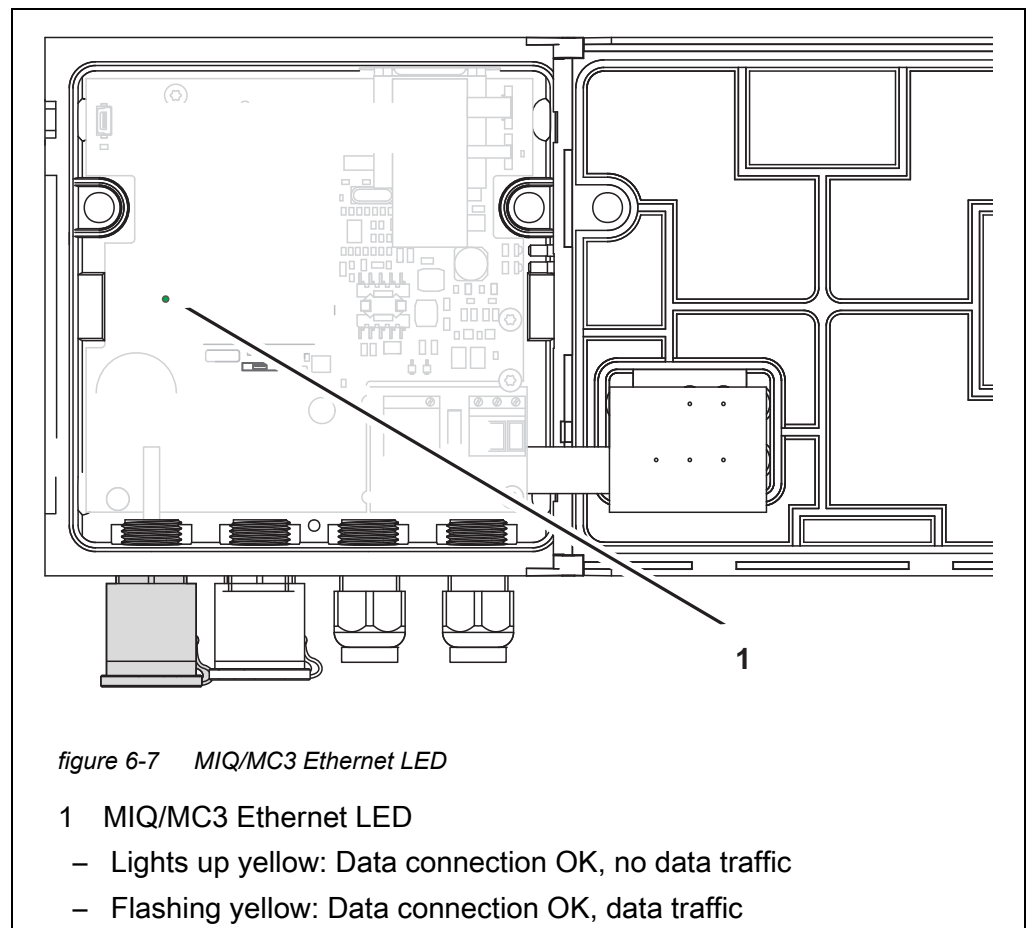 1
figure 6-7 MIQ/MC3 Ethernet LED
1 MIQ/MC3 Ethernet LED
– Lights up yellow: Data connection OK, no data traffic
– Flashing yellow: Data connection OK, data traffic